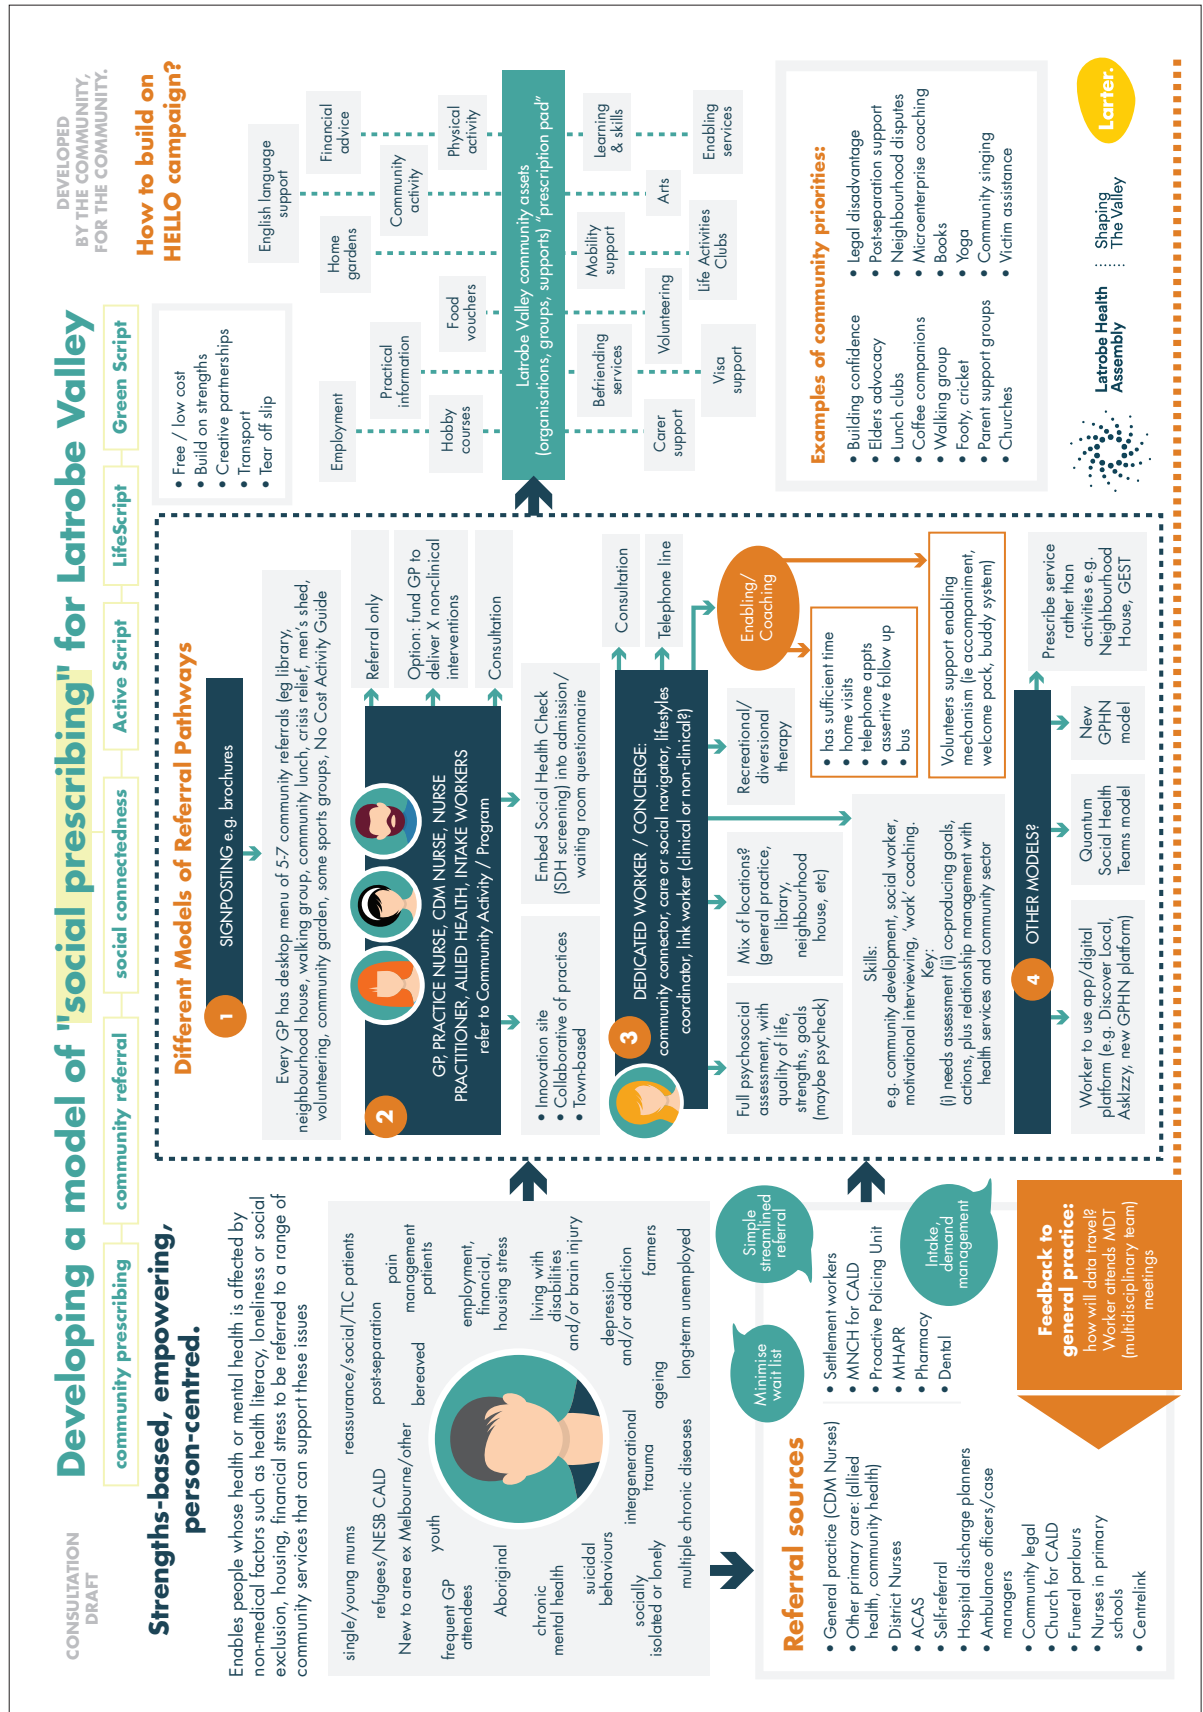 CONSULTATION
DRAFT
Developing a model of "social prescribing" for Latrobe Valley
DEVELOPED
BY THE COMMUNITY,
FOR THE COMMUNITY.
community prescribing
community referral
social connectedness
Active Script
LifeScript
Green Script
Strengths-based, empowering,
person-centred.
Enables people whose health or mental health is affected by
non-medical factors such as health literacy, loneliness or social
exclusion, housing, financial stress to be referred to a range of
community services that can support these issues
single/young mums
reassurance/social/TLC patients
refugees/NESB CALD
post-separation
New to area ex Melbourne/other
pain
management
patients
youth
bereaved
frequent GP
attendees
employment,
financial,
housing stress
Aboriginal
living with
disabilites
and/or brain injury
chronic
mental health
depression
and/or addiction
suicidal
behaviours
intergenerational
trauma
ageing
farmers
socially
isolated or lonely
multiple chronic diseases
long-term unemployed
Minimise
wait list
Simple
streamlined
referral
Intake,
demand
management
Referral sources
• General practice (CDM Nurses)
• Other primary care: (allied
health, community health)
• District Nurses
• ACAS
• Self-referral
• Hospital discharge planners
• Ambulance officers/case
managers
• Community legal
• Church for CALD
• Funeral parlours
• Nurses in primary
schools
• Centrelink
• Settlement workers
• MNCH for CALD
• Proactive Policing Unit
• MHAPR
• Pharmacy
• Dental
Feedback to
general practice:
how will data travel?
Worker attends MDT
(multidisciplinary team)
meetings
Different Models of Referral Pathways
1
SIGNPOSTING e.g. brochures
Every GP has desktop menu of 5-7 community referrals (eg library,
neighbourhood house, walking group, community lunch, crisis relief, men's shed,
volunteering, community garden, some sports groups, No Cost Activity Guide
2
GP, PRACTICE NURSE, CDM NURSE, NURSE
PRACTITIONER, ALLIED HEALTH, INTAKE WORKERS
refer to Community Activity / Program
Referral only
Option: fund GP to
deliver X non-clinical
interventions
Consultation
• Innovation site
• Collaborative of practices
• Town-based
Embed Social Health Check
(SDH screening) into admission/
waiting room questionnaire
3
DEDICATED WORKER / CONCIERGE:
community connector, care or social navigator, lifestyles
coordinator, link worker (clinical or non-clinical?)
Consultation
Telephone line
Enabling/
Coaching
Full psychosocial
assessment, with
quality of life,
strengths, goals
(maybe psycheck)
Mix of locations?
(general practice,
library,
neighbourhood
house, etc)
Recreational/
diversional
therapy
• has sufficient time
• home visits
• telephone appts
• assertive follow up
• bus
Skills:
e.g. community development, social worker,
motivational interviewing, 'work' coaching.
Key:
(i) needs assessment (ii) co-producing goals,
actions, plus relationship management with
health services and community sector
Volunteers support enabling
mechanism (ie accompaniment,
welcome pack, buddy system)
4
OTHER MODELS?
Worker to use app/digital
platform (e.g. Discover Local,
AskIzzy, new GPHN platform)
Quantum
Social Health
Teams model
New
GPHN
model
Prescribe service
rather than
activities e.g.
Neighbourhood
House, GEST
• Free / low cost
• Build on strengths
• Creative partnerships
• Transport
• Tear off slip
How to build on
HELLO campaign?
English language
support
Financial
advice
Home
gardens
Community
activity
Employment
Practical
information
Food
vouchers
Physical
activity
Hobby
courses
Latrobe Valley community assets
(organisations, groups, supports) "prescription pad"
Befriending
services
Mobility
support
Learning
& skills
Carer
support
Volunteering
Arts
Visa
support
Life Activities
Clubs
Enabling
services
Examples of community priorities:
• Building confidence
• Elders advocacy
• Lunch clubs
• Coffee companions
• Walking group
• Footy, cricket
• Parent support groups
• Churches
• Legal disadvantage
• Post-separation support
• Neighbourhood disputes
• Microenterprise coaching
• Books
• Yoga
• Community singing
• Victim assistance
Latrobe Health
Assembly
Shaping
The Valley
Larter.